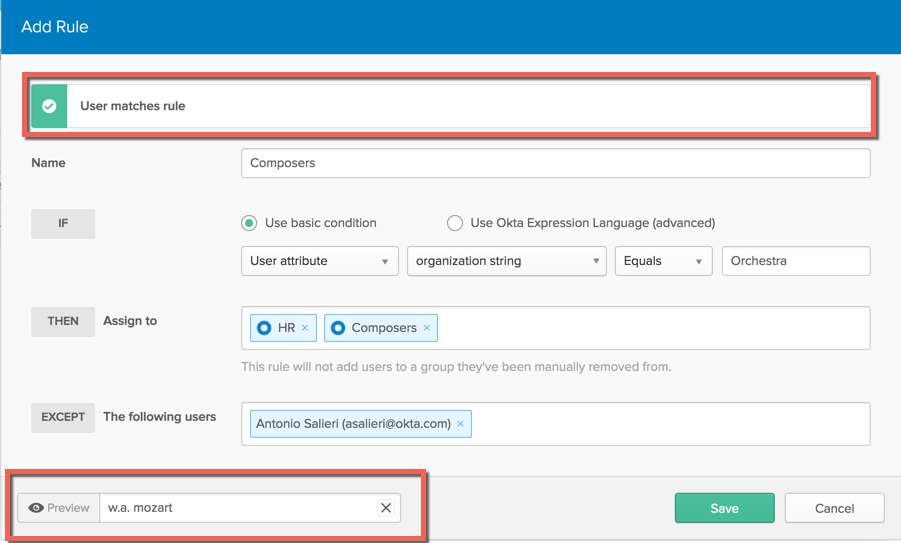 Add Rule
User matches rule
Name Composers
IF Use basic condition Use Okta Expression Language (advanced)
User attribute organization string Equals Orchestra
THEN Assign to HR × Composers ×
This rule will not add users to a group they've been manually removed from.
EXCEPT The following users Antonio Salieri (asalieri@okta.com) ×
Preview w.a. mozart Save Cancel